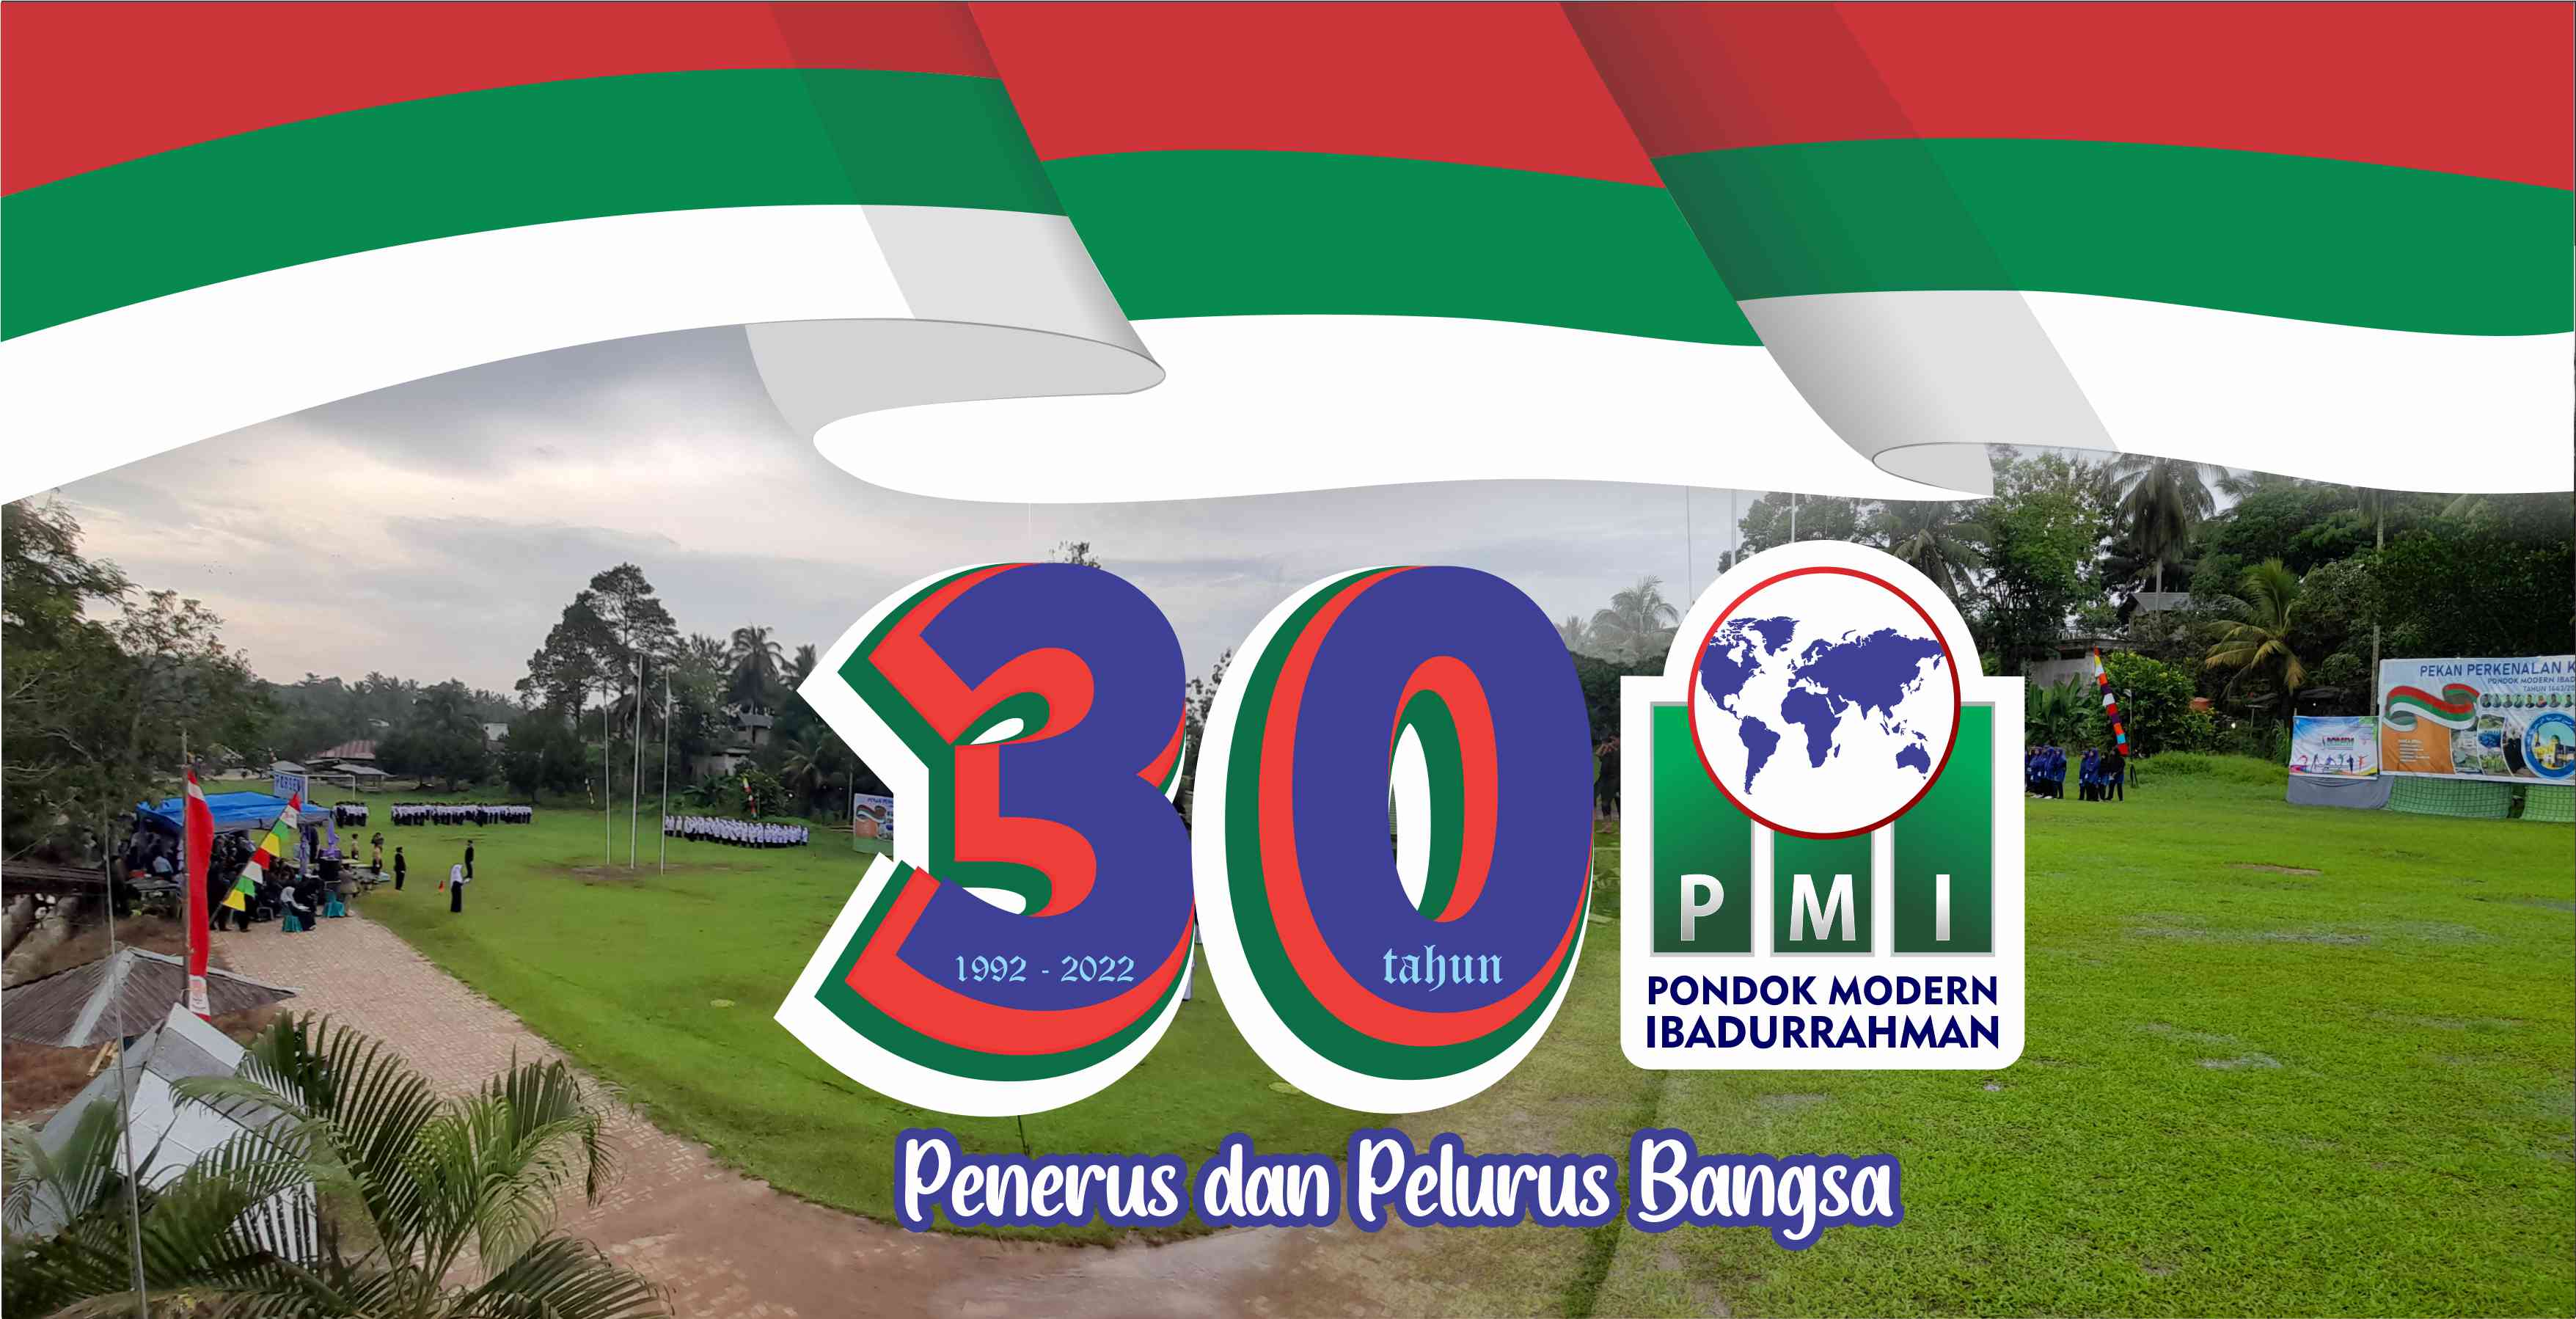 30
1992 - 2022
tahun
P M I
PONDOK MODERN
IBADURRAHMAN
Penerus dan Pelurus Bangsa
PEKAN PERKENALAN K
PONDOK MODERN IBAD